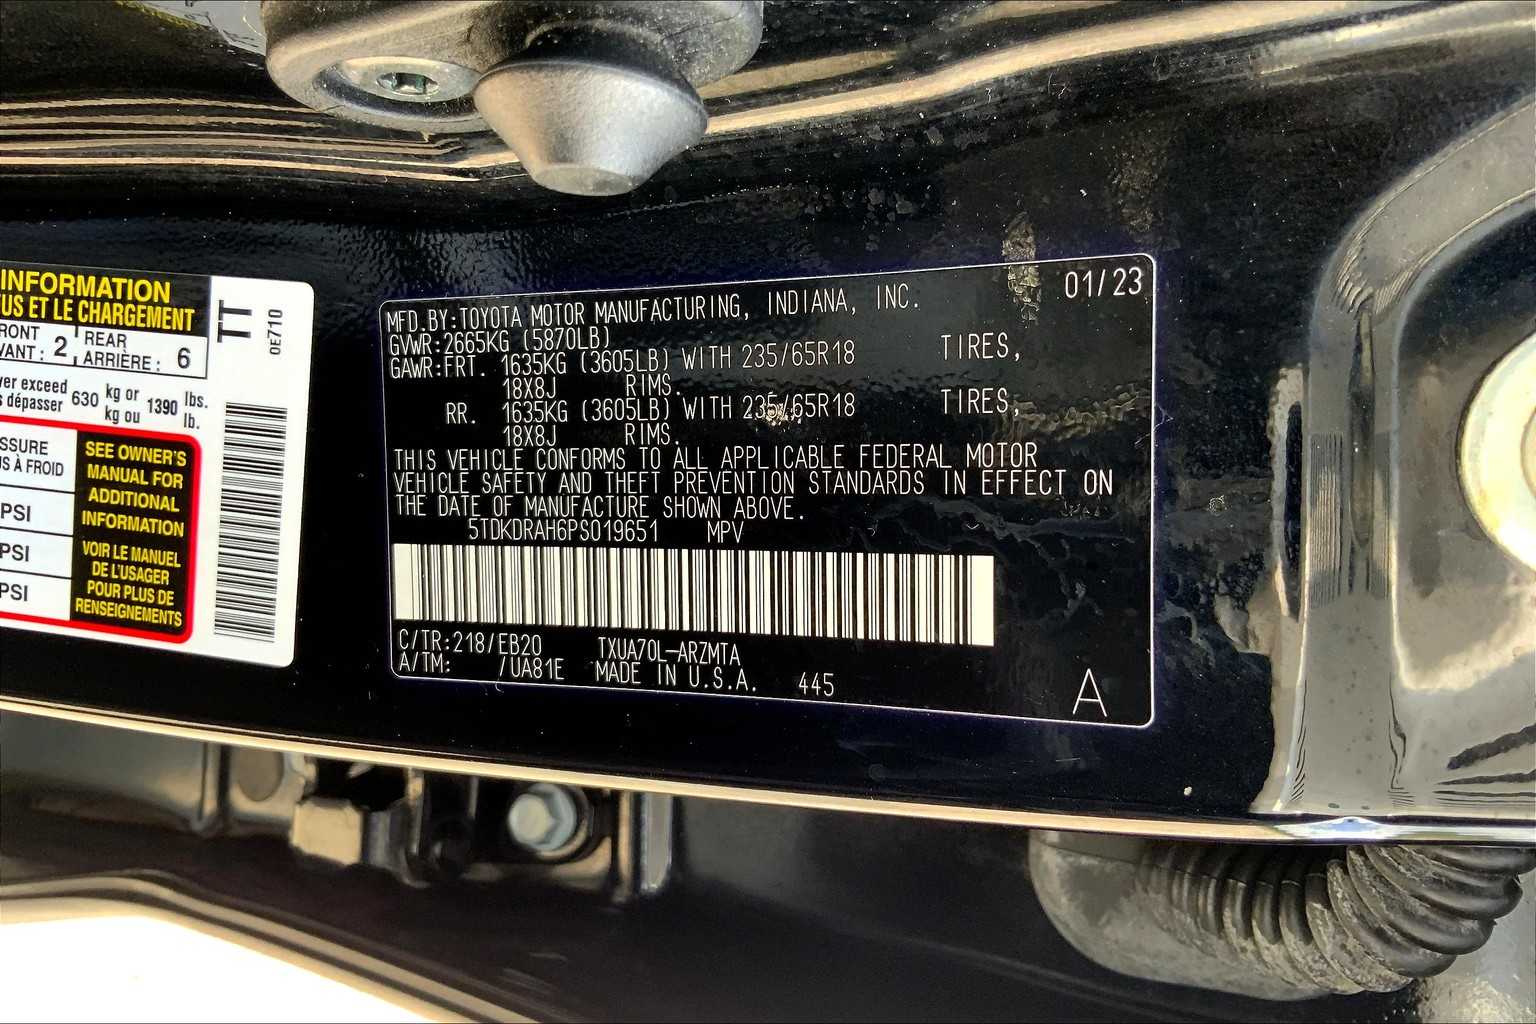 INFORMATION
US ET LE CHARGEMENT
RONT
VANT : 2
REAR
ARRIÈRE : 6
ver exceed
s dépasser 630
kg or
kg ou
1390
lbs.
lb.
SSURE
S À FROID
PSI
PSI
PSI
SEE OWNER'S
MANUAL FOR
ADDITIONAL
INFORMATION
VOIR LE MANUEL
DE L'USAGER
POUR PLUS DE
RENSEIGNEMENTS
TT
0E710
01/23
MFD.BY:TOYOTA MOTOR MANUFACTURING, INDIANA, INC.
GVWR:2665KG (5870LB)
GAWR:FRT. 1635KG (3605LB) WITH 235/65R18 TIRES,
18X8J RIMS.
RR. 1635KG (3605LB) WITH 235/65R18 TIRES,
18X8J RIMS.
THIS VEHICLE CONFORMS TO ALL APPLICABLE FEDERAL MOTOR
VEHICLE SAFETY AND THEFT PREVENTION STANDARDS IN EFFECT ON
THE DATE OF MANUFACTURE SHOWN ABOVE.
5TDKDRAH6PS019651 MPV
C/TR:218/EB20 TXUA70L-ARZMTA
A/TM: /UA81E MADE IN U.S.A. 445
A